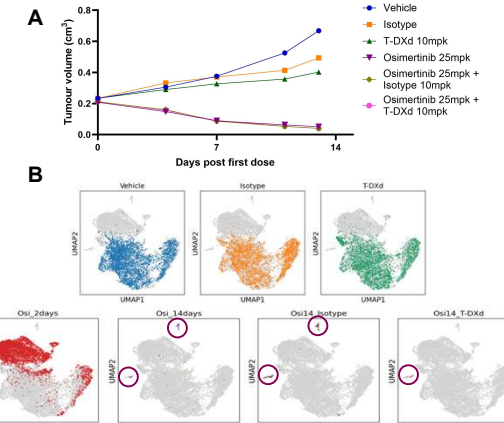 A
0.8
0.6
0.4
0.2
0.0
Tumour volume (cm³)
0
7
14
Days post first dose
Vehicle
Isotype
T-DXd 10mpk
Osimertinib 25mpk
Osimertinib 25mpk +
Isotype 10mpk
Osimertinib 25mpk +
T-DXd 10mpk
B
Vehicle
Isotype
T-DXd
UMAP2
UMAP2
UMAP2
UMAP1
UMAP1
UMAP1
Osi_2days
Osi_14days
Osi14_Isotype
Osi14_T-DXd
UMAP2
UMAP2
UMAP2